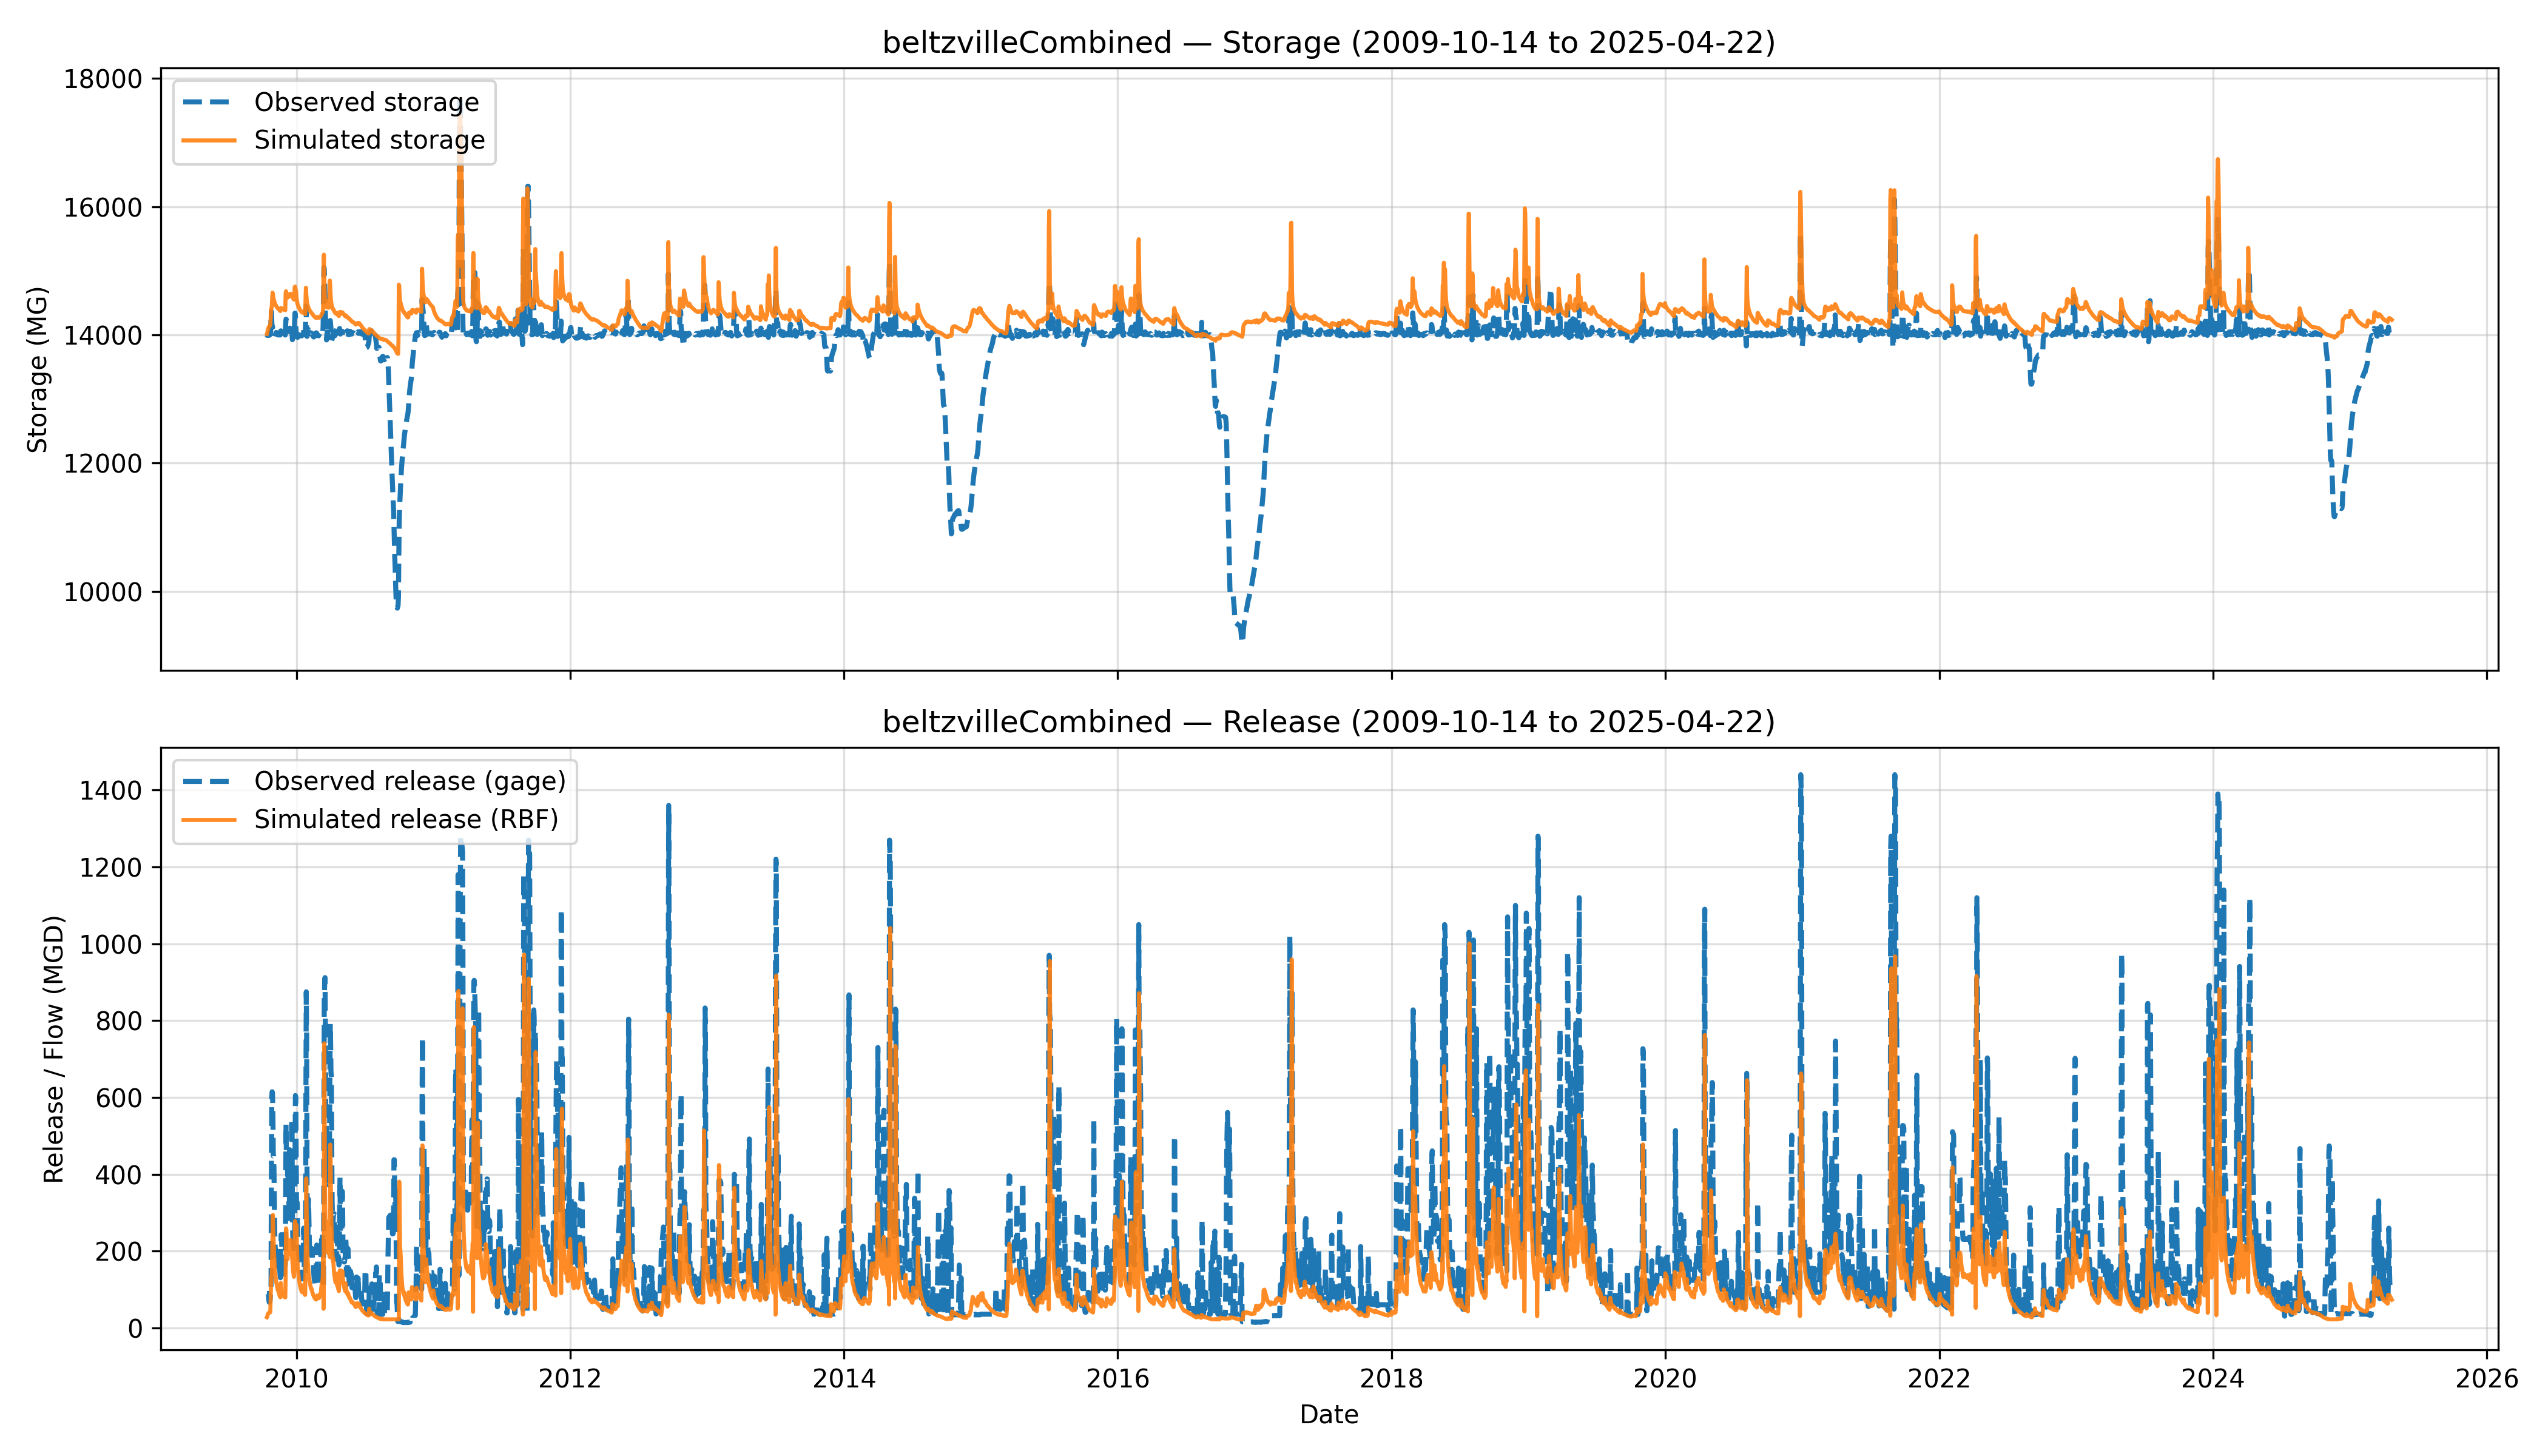 beltzvilleCombined — Storage (2009-10-14 to 2025-04-22)
18000
16000
14000
12000
10000
Storage (MG)
Observed storage
Simulated storage
beltzvilleCombined — Release (2009-10-14 to 2025-04-22)
1400
1200
1000
800
600
400
200
0
Release / Flow (MGD)
Observed release (gage)
Simulated release (RBF)
2010 2012 2014 2016 2018 2020 2022 2024 2026
Date